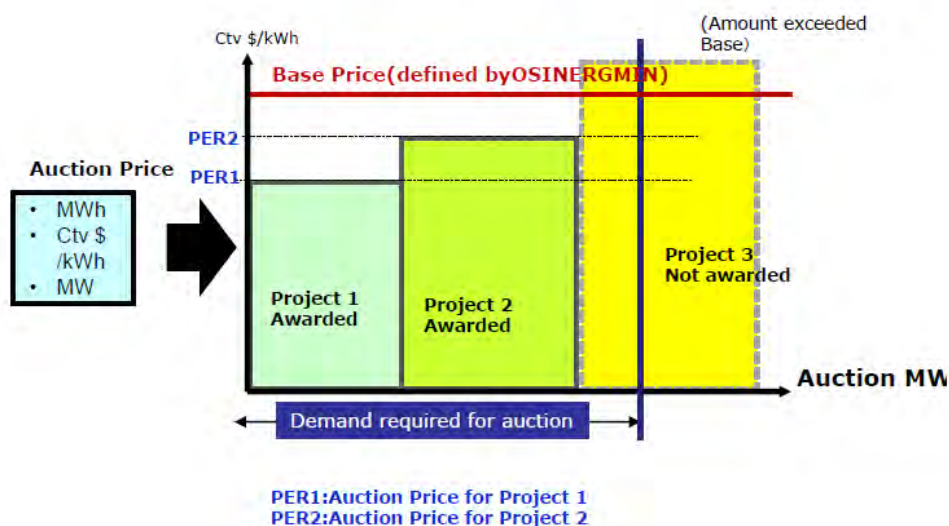 (Amount exceeded
Base)
Ctv $/kWh
Base Price(defined byOSINERGMIN)
PER2
Auction Price
PER1
• MWh
• Ctv $
/kWh
• MW
Project 1
Awarded
Project 2
Awarded
Project 3
Not awarded
Auction MW
Demand required for auction
PER1:Auction Price for Project 1
PER2:Auction Price for Project 2